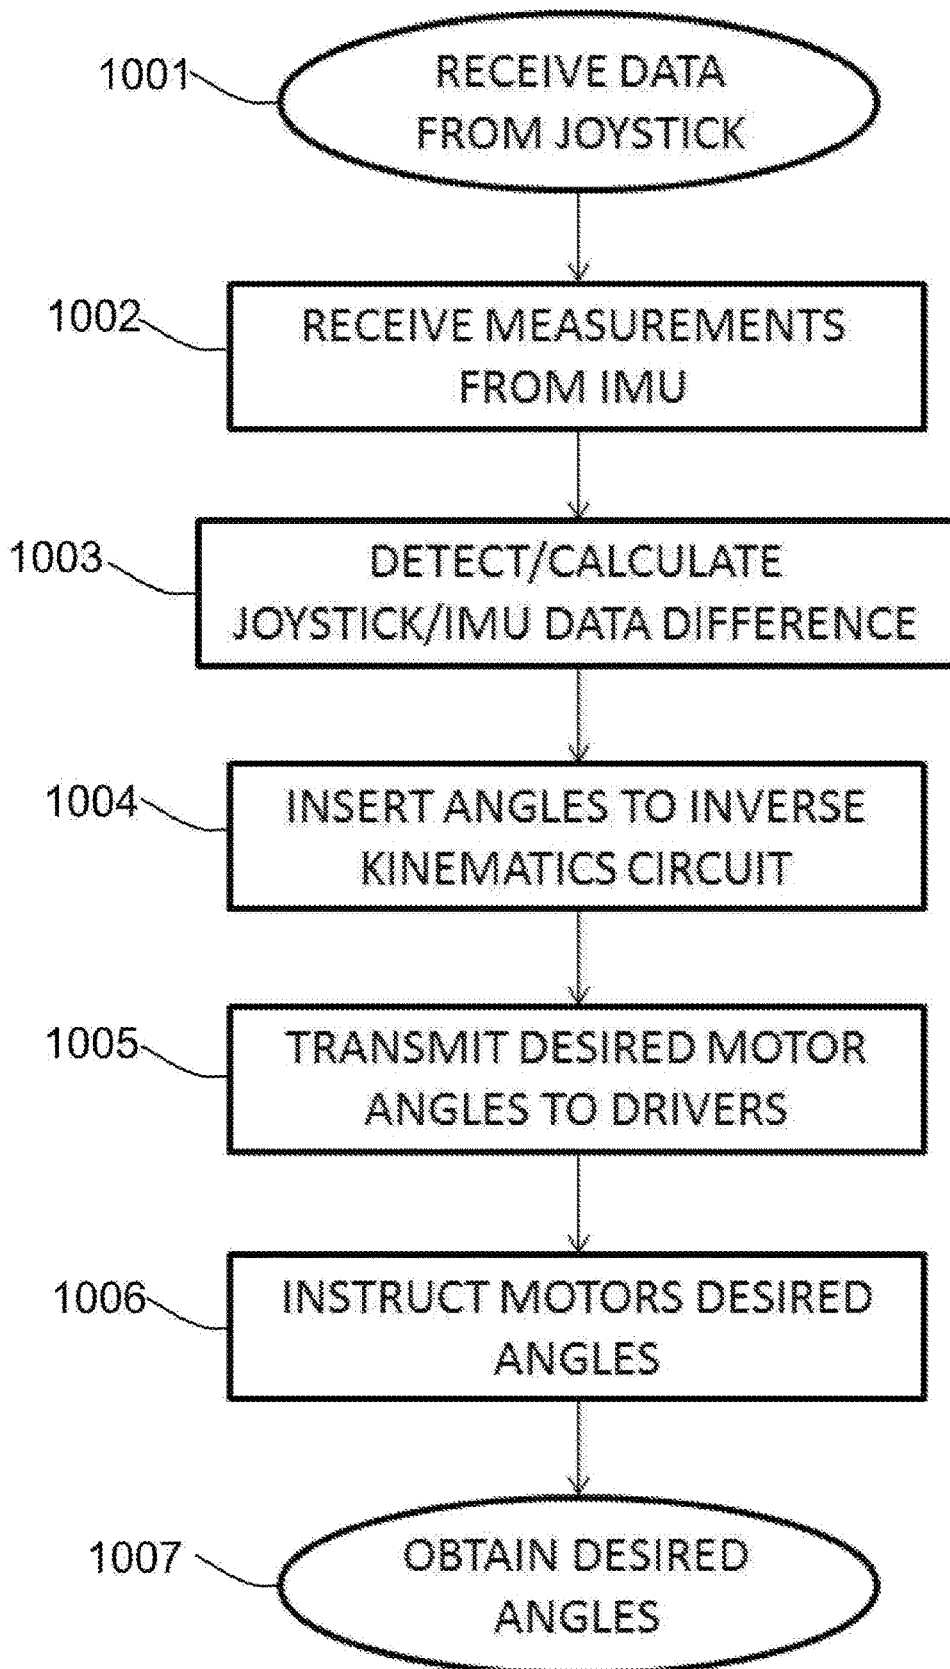 1001
RECEIVE DATA
FROM JOYSTICK
1002
RECEIVE MEASUREMENTS
FROM IMU
1003
DETECT/CALCULATE
JOYSTICK/IMU DATA DIFFERENCE
1004
INSERT ANGLES TO INVERSE
KINEMATICS CIRCUIT
1005
TRANSMIT DESIRED MOTOR
ANGLES TO DRIVERS
1006
INSTRUCT MOTORS DESIRED
ANGLES
1007
OBTAIN DESIRED
ANGLES